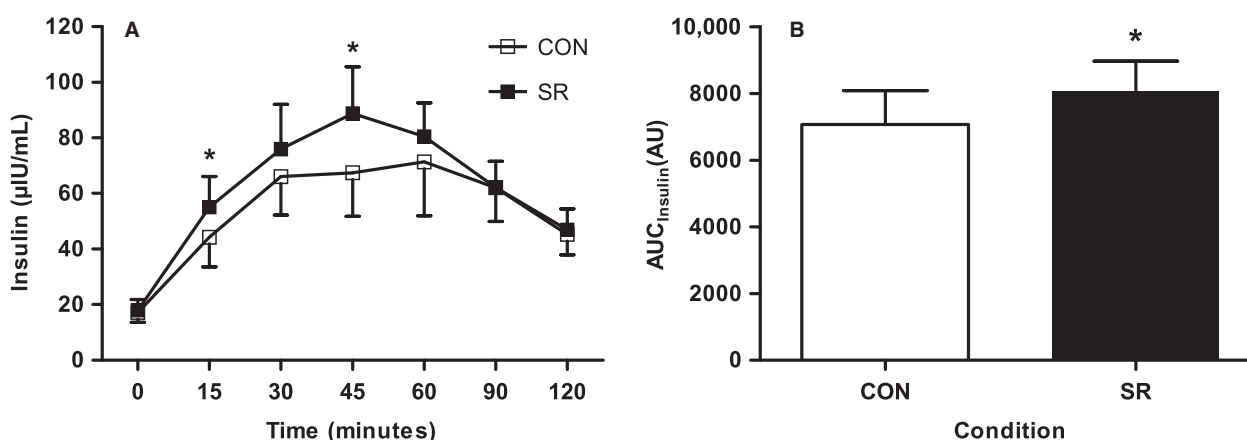 A
Insulin (µIU/mL)
120
100
80
60
40
20
0
*
*
CON
SR
0 15 30 45 60 90 120
Time (minutes)
B
AUCInsulin(AU)
10,000
8000
6000
4000
2000
0
*
CON SR
Condition